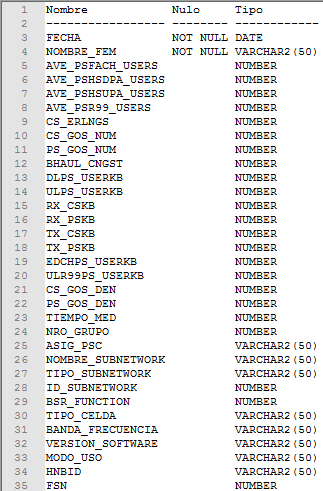 1 Nombre Nulo Tipo
2 ----------------- -------- ------------
3 FECHA NOT NULL DATE
4 NOMBRE_FEM NOT NULL VARCHAR2(50)
5 AVE_PSFACH_USERS NUMBER
6 AVE_PSHSDPA_USERS NUMBER
7 AVE_PSHSUPA_USERS NUMBER
8 AVE_PSR99_USERS NUMBER
9 CS_ERLNGS NUMBER
10 CS_GOS_NUM NUMBER
11 PS_GOS_NUM NUMBER
12 BHAUL_CNGST NUMBER
13 DLPS_USERKB NUMBER
14 ULPS_USERKB NUMBER
15 RX_CSKB NUMBER
16 RX_PSKB NUMBER
17 TX_CSKB NUMBER
18 TX_PSKB NUMBER
19 EDCHPS_USERKB NUMBER
20 ULR99PS_USERKB NUMBER
21 CS_GOS_DEN NUMBER
22 PS_GOS_DEN NUMBER
23 TIEMPO_MED NUMBER
24 NRO_GRUPO NUMBER
25 ASIG_PSC VARCHAR2(50)
26 NOMBRE_SUBNETWORK VARCHAR2(50)
27 TIPO_SUBNETWORK VARCHAR2(50)
28 ID_SUBNETWORK NUMBER
29 BSR_FUNCTION NUMBER
30 TIPO_CELDA VARCHAR2(50)
31 BANDA_FRECUENCIA VARCHAR2(50)
32 VERSION_SOFTWARE VARCHAR2(50)
33 MODO_USO VARCHAR2(50)
34 HNBID VARCHAR2(50)
35 FSN NUMBER